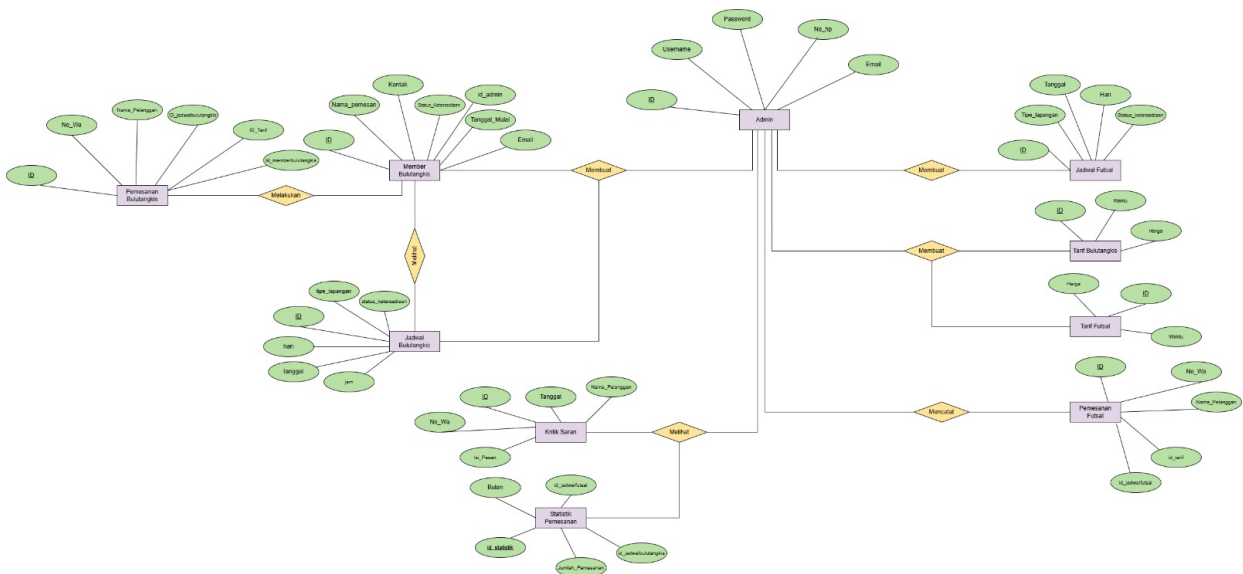 Password
No_hp
Username
Email
ID
Admin
Kontak
Nama_pemesan
Status_Ketersediaan
id_admin
Tanggal_Mulai
ID
Email
Member
Bulutangkis
Nama_Pelanggan
No_Wa
ID_jadwalbulutangkis
ID_Tarif
id_memberbulutangkis
ID
Pemesanan
Bulutangkis
Melakukan
Membuat
Membuat
Tanggal
Hari
Tipe_lapangan
Status_ketersediaan
ID
Jadwal Futsal
Waktu
ID
Harga
Tarif Bulutangkis
Membuat
Harga
ID
Tarif Futsal
Waktu
Melihat
tipe_lapangan
status_ketersediaan
ID
hari
tanggal
jam
Jadwal
Bulutangkis
ID
Tanggal
Nama_Pelanggan
No_Wa
Isi_Pesan
Kritik Saran
Melihat
Mencatat
ID
No_Wa
Nama_Pelanggan
Pemesanan
Futsal
id_tarif
id_jadwalfutsal
Bulan
id_jadwalfutsal
Statistik
Pemesanan
id_statistik
id_jadwalbulutangkis
Jumlah_Pemesanan